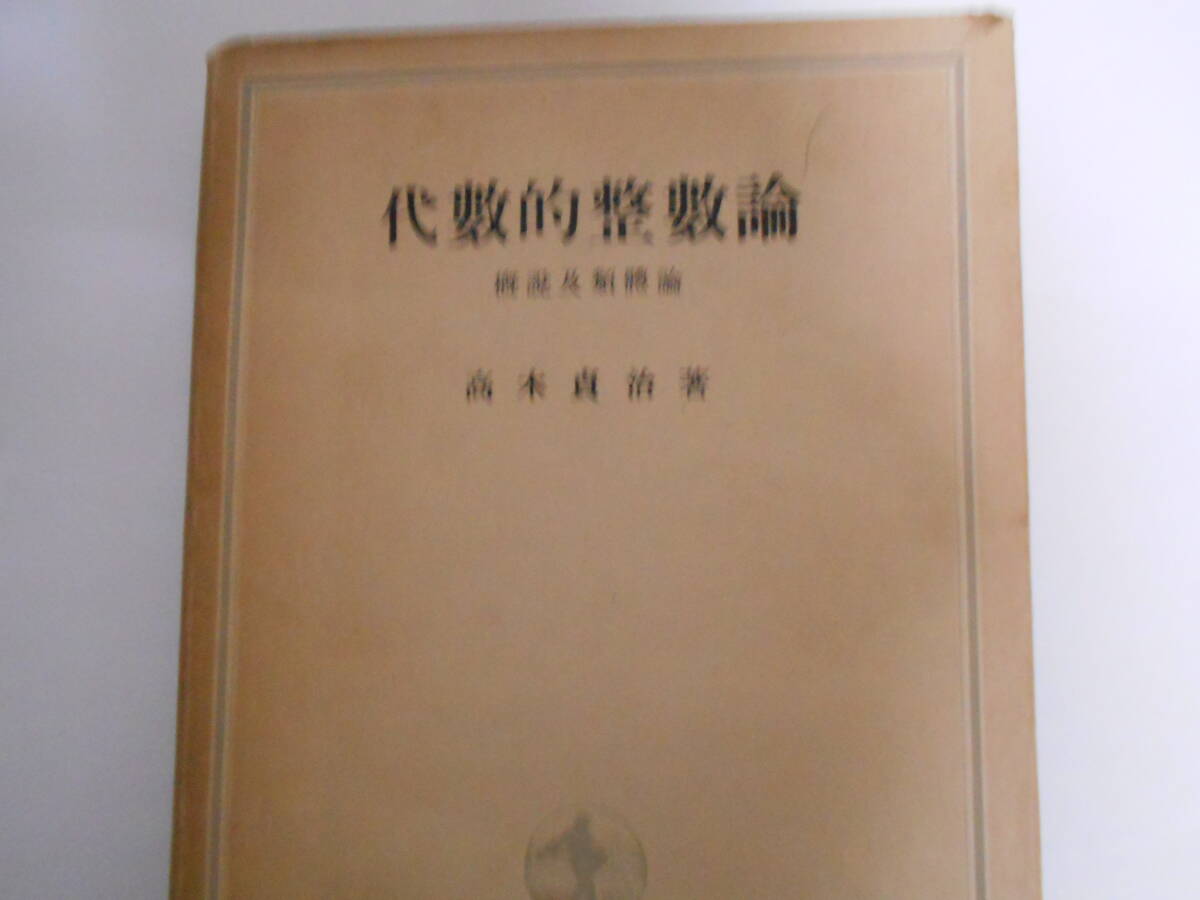 代數的整數論
概說及類體論
高木貞治著